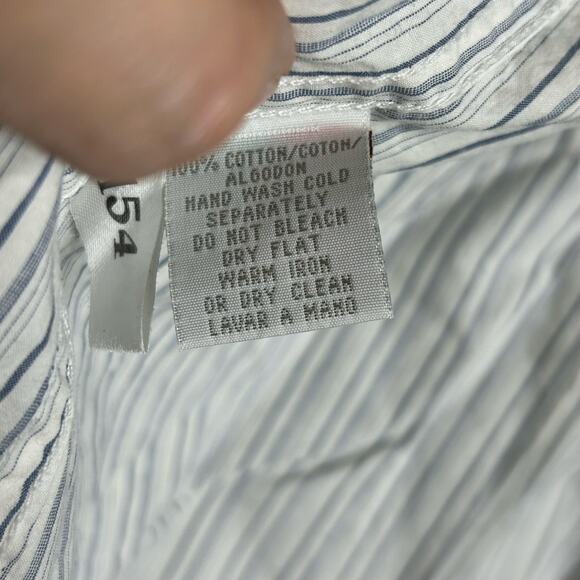 100% COTTON/COTON/
ALGODON
HAND WASH COLD
SEPARATELY
DO NOT BLEACH
DRY FLAT
WARM IRON
OR DRY CLEAN
LAVAR A MANO
154